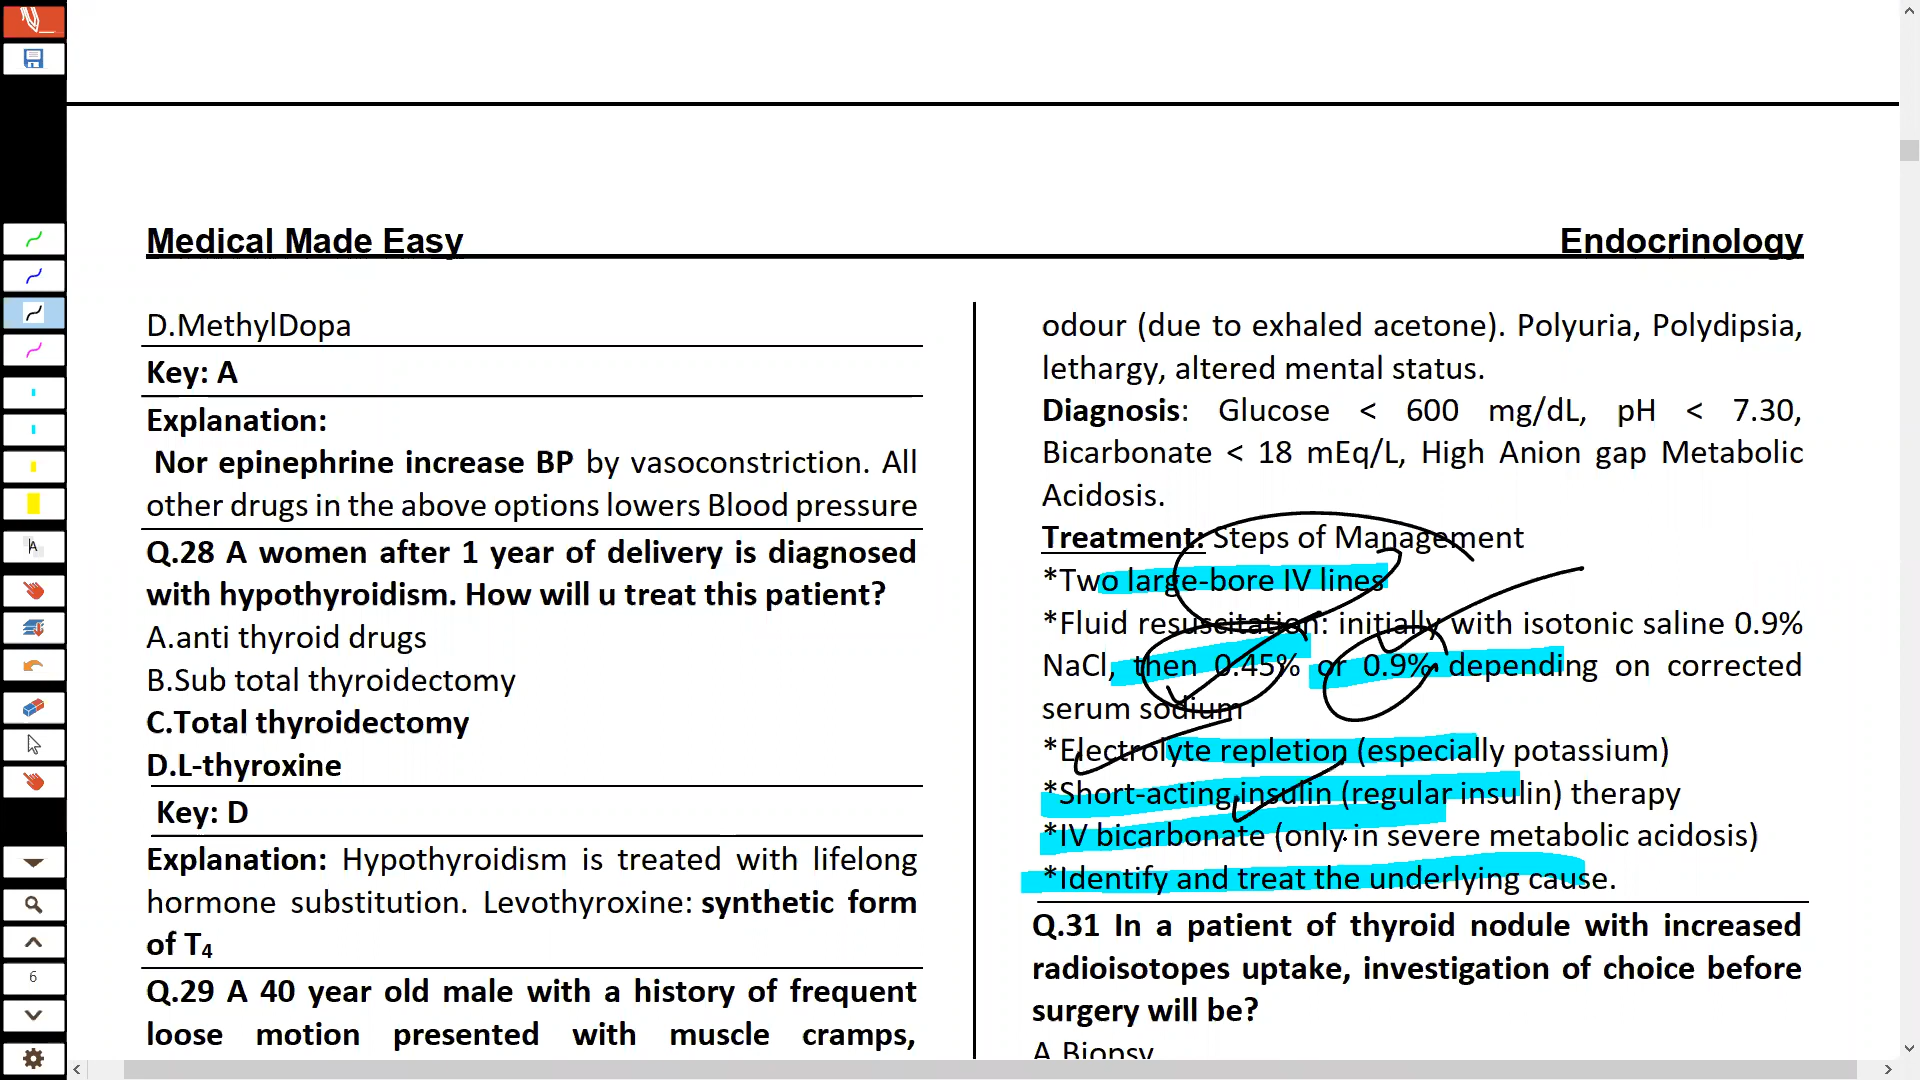 Medical Made Easy
Endocrinology
D.MethylDopa
Key: A
Explanation:
Nor epinephrine increase BP by vasoconstriction. All
other drugs in the above options lowers Blood pressure
Q.28 A women after 1 year of delivery is diagnosed
with hypothyroidism. How will u treat this patient?
A.anti thyroid drugs
B.Sub total thyroidectomy
C.Total thyroidectomy
D.L-thyroxine
Key: D
Explanation: Hypothyroidism is treated with lifelong
hormone substitution. Levothyroxine: synthetic form
of T₄
Q.29 A 40 year old male with a history of frequent
loose motion presented with muscle cramps,
odour (due to exhaled acetone). Polyuria, Polydipsia,
lethargy, altered mental status.
Diagnosis: Glucose < 600 mg/dL, pH < 7.30,
Bicarbonate < 18 mEq/L, High Anion gap Metabolic
Acidosis.
Treatment: Steps of Management
*Two large-bore IV lines
*Fluid resuscitation: initially with isotonic saline 0.9%
NaCl, then 0.45% or 0.9% depending on corrected
serum sodium
*Electrolyte repletion (especially potassium)
*Short-acting insulin (regular insulin) therapy
*IV bicarbonate (only in severe metabolic acidosis)
*Identify and treat the underlying cause.
Q.31 In a patient of thyroid nodule with increased
radioisotopes uptake, investigation of choice before
surgery will be?
A.Biopsy
A
6